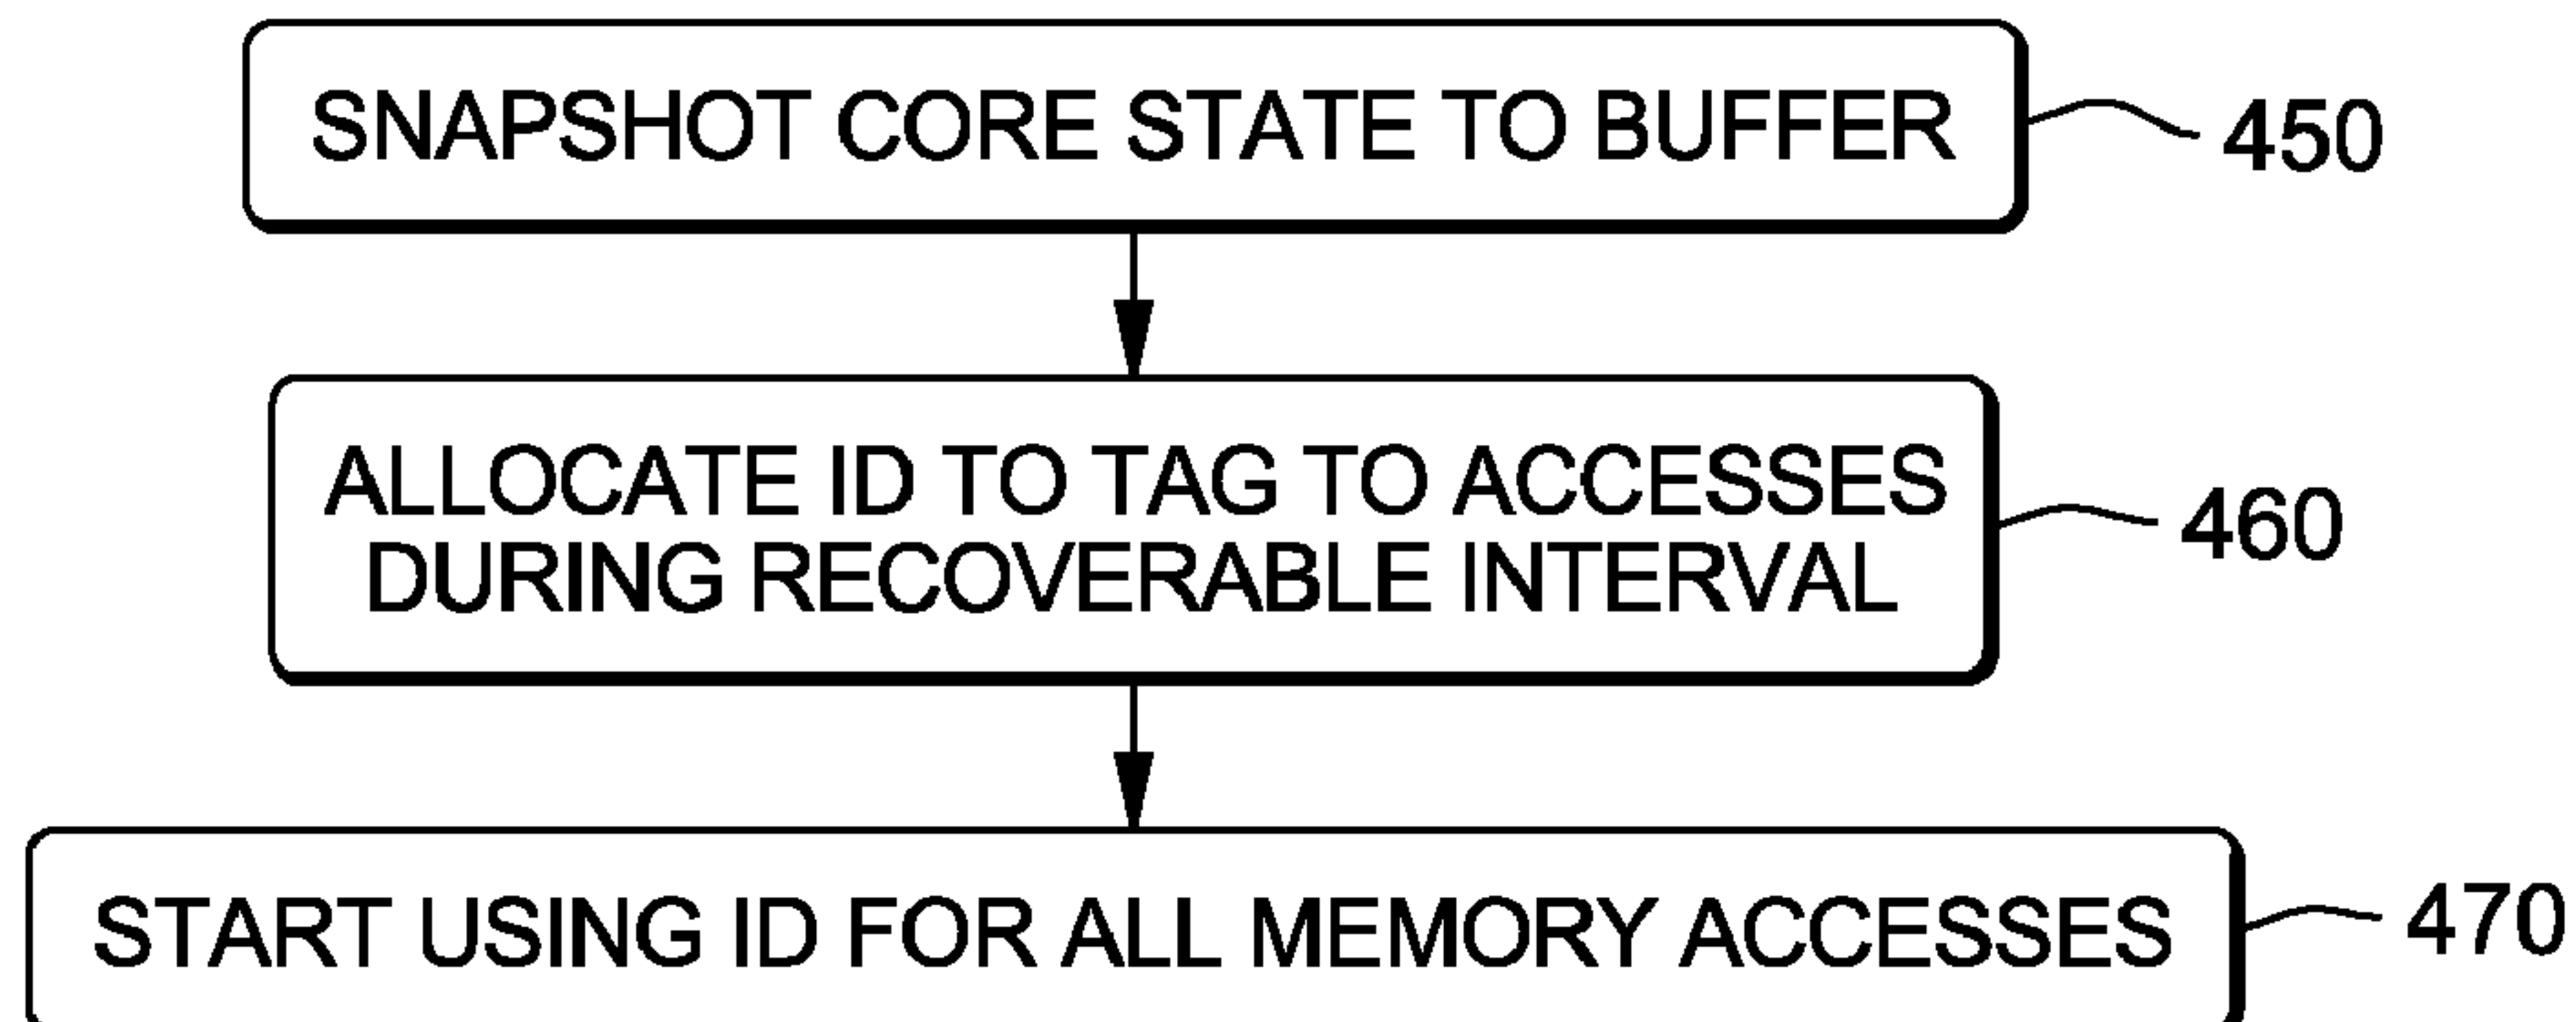 SNAPSHOT CORE STATE TO BUFFER
450
ALLOCATE ID TO TAG TO ACCESSES
DURING RECOVERABLE INTERVAL
460
START USING ID FOR ALL MEMORY ACCESSES
470